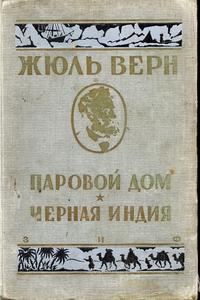 ЖЮЛЬ ВЕРН
ПАРОВОЙ ДОМ
ЧЕРНАЯ ИНДИЯ
З И Ф